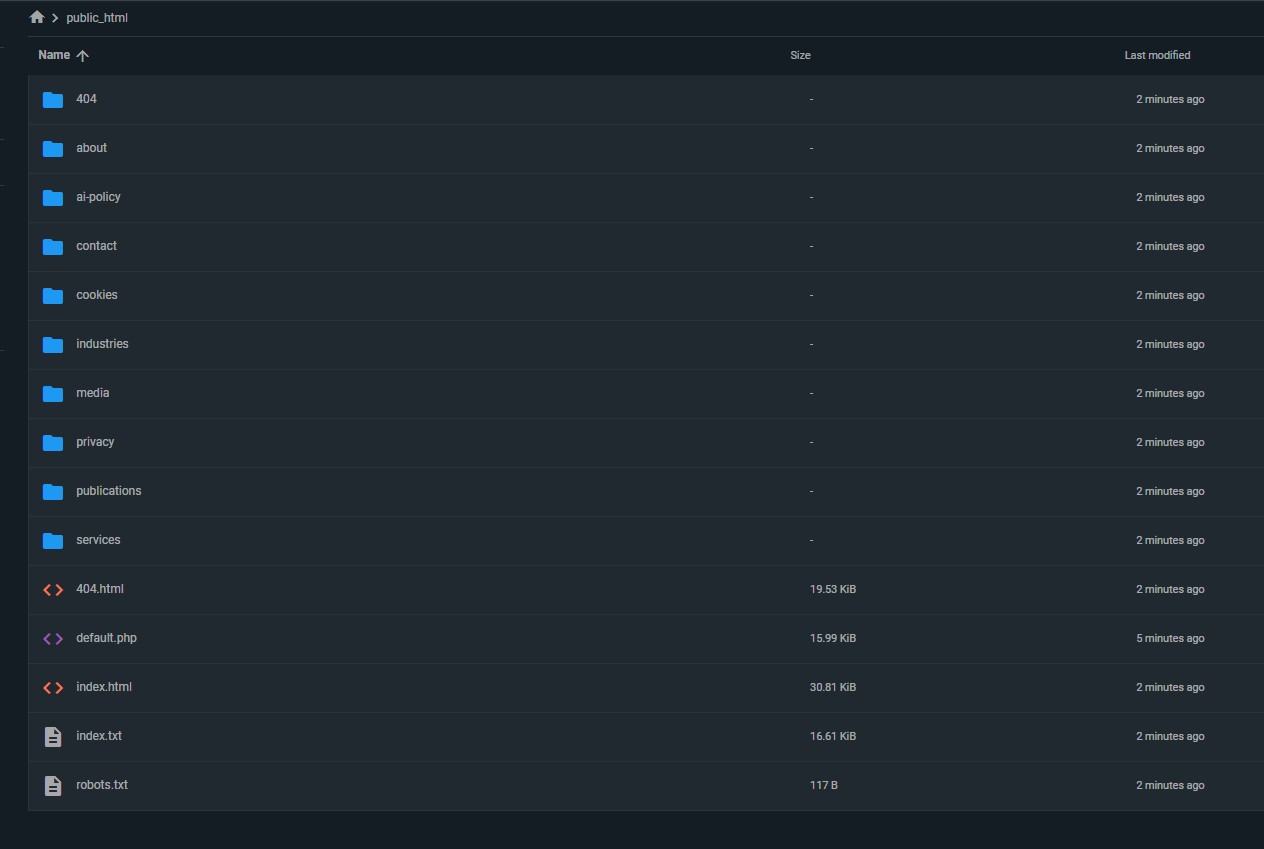 public_html
Name Size Last modified
404 - 2 minutes ago
about - 2 minutes ago
ai-policy - 2 minutes ago
contact - 2 minutes ago
cookies - 2 minutes ago
industries - 2 minutes ago
media - 2 minutes ago
privacy - 2 minutes ago
publications - 2 minutes ago
services - 2 minutes ago
404.html 19.53 KiB 2 minutes ago
default.php 15.99 KiB 5 minutes ago
index.html 30.81 KiB 2 minutes ago
index.txt 16.61 KiB 2 minutes ago
robots.txt 117 B 2 minutes ago